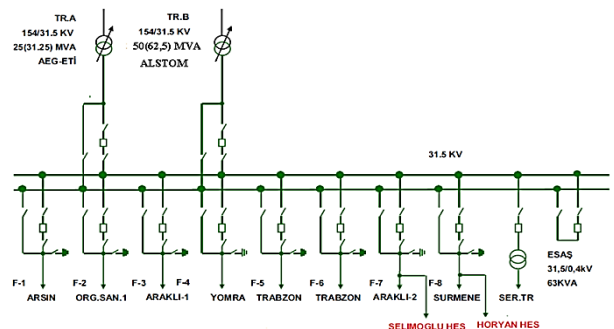 TR.A
154/31.5 KV
25(31.25) MVA
AEG-ETİ
TR.B
154/31.5 KV
50(62,5) MVA
ALSTOM
31.5 KV
F-1
ARSIN
F-2
ORG.SAN.1
F-3
ARAKLI-1
F-4
YOMRA
F-5
TRABZON
F-6
TRABZON
F-7
ARAKLI-2
F-8
SURMENE
SER.TR
ESAŞ
31,5/0,4kV
63KVA
SELIMOGLU HES
HORYAN HES